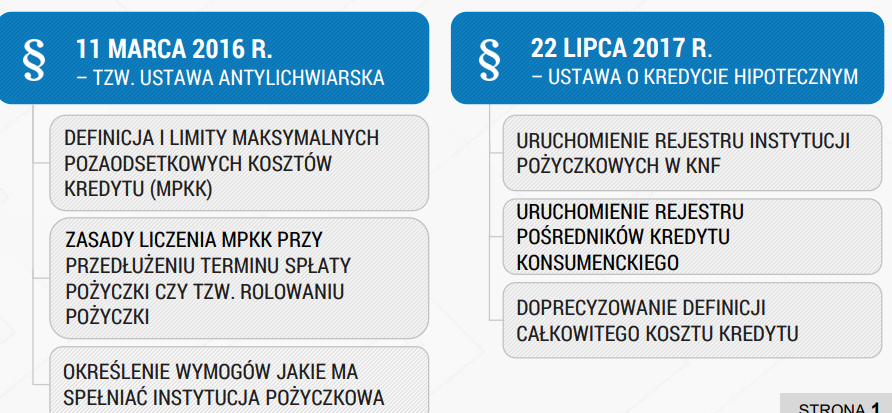 § 11 MARCA 2016 R.
– TZW. USTAWA ANTYLICHWIARSKA
DEFINICJA I LIMITY MAKSYMALNYCH
POZAODSETKOWYCH KOSZTÓW
KREDYTU (MPKK)
ZASADY LICZENIA MPKK PRZY
PRZEDŁUŻENIU TERMINU SPŁATY
POŻYCZKI CZY TZW. ROLOWANIU
POŻYCZKI
OKREŚLENIE WYMOGÓW JAKIE MA
SPEŁNIAĆ INSTYTUCJA POŻYCZKOWA
§ 22 LIPCA 2017 R.
– USTAWA O KREDYCIE HIPOTECZNYM
URUCHOMIENIE REJESTRU INSTYTUCJI
POŻYCZKOWYCH W KNF
URUCHOMIENIE REJESTRU
POŚREDNIKÓW KREDYTU
KONSUMENCKIEGO
DOPRECYZOWANIE DEFINICJI
CAŁKOWITEGO KOSZTU KREDYTU
STRONA 1